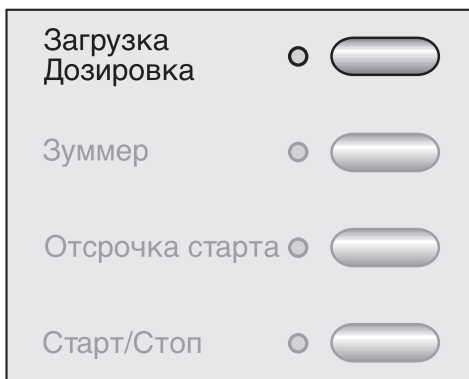 Загрузка
Дозировка
Зуммер
Отсрочка старта
Старт/Стоп